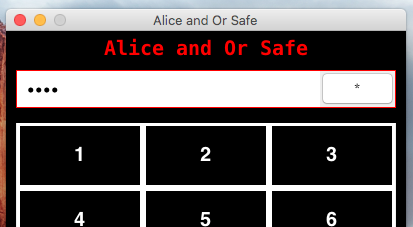 Alice and Or Safe
Alice and Or Safe
•••• *
1 2 3
4 5 6